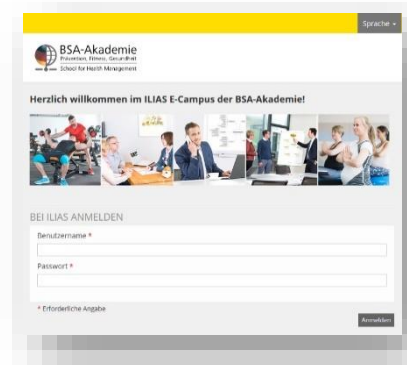 Sprache
BSA-Akademie
Prävention, Fitness, Gesundheit
School for Health Management
Herzlich willkommen im ILIAS E-Campus der BSA-Akademie!
BEI ILIAS ANMELDEN
Benutzername *
Passwort *
* Erforderliche Angabe
Anmelden